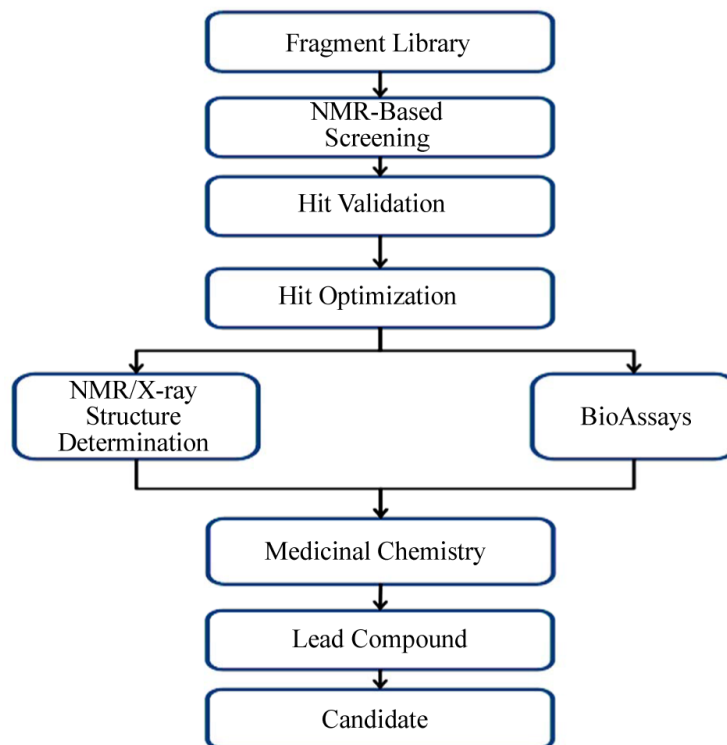 Fragment Library
NMR-Based
Screening
Hit Validation
Hit Optimization
NMR/X-ray
Structure
Determination
BioAssays
Medicinal Chemistry
Lead Compound
Candidate